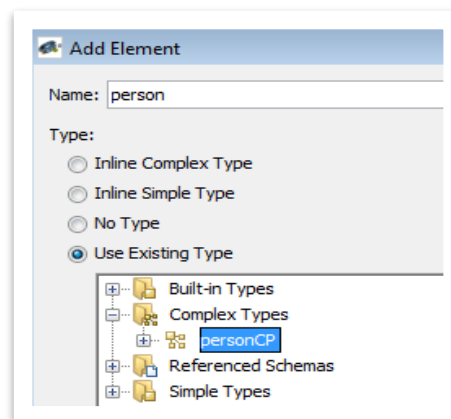 Add Element
Name: person
Type:
Inline Complex Type
Inline Simple Type
No Type
Use Existing Type
Built-in Types
Complex Types
personCP
Referenced Schemas
Simple Types